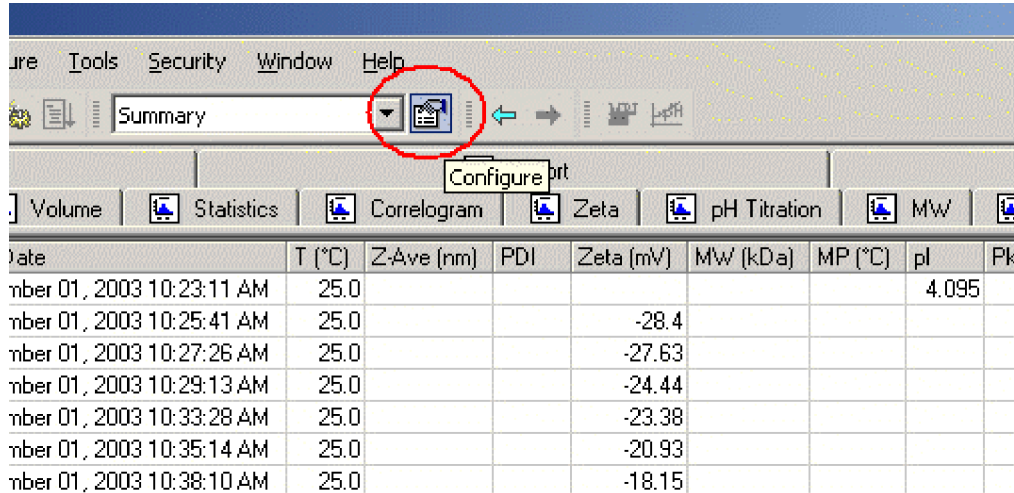 ure Tools Security Window Help
Summary
Configure ort
Volume Statistics Correlogram Zeta pH Titration MW
Date T (°C) Z-Ave (nm) PDI Zeta (mV) MW (kDa) MP (°C) pI Pk
mber 01, 2003 10:23:11 AM 25.0 4.095
mber 01, 2003 10:25:41 AM 25.0 -28.4
mber 01, 2003 10:27:26 AM 25.0 -27.63
mber 01, 2003 10:29:13 AM 25.0 -24.44
mber 01, 2003 10:33:28 AM 25.0 -23.38
mber 01, 2003 10:35:14 AM 25.0 -20.93
mber 01, 2003 10:38:10 AM 25.0 -18.15